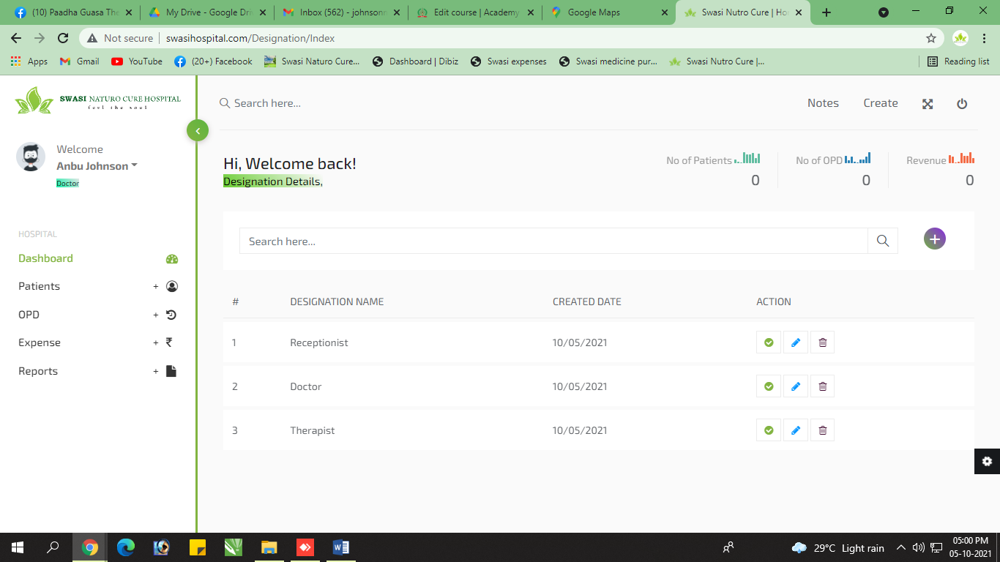 (10) Paadha Guasa The
My Drive - Google Dri
Inbox (562) - johnsonr
Edit course | Academy
Google Maps
Swasi Nutro Cure | Ho
Not secure | swasihospital.com/Designation/Index
Apps
Gmail
YouTube
(20+) Facebook
Swasi Naturo Cure...
Dashboard | Dibiz
Swasi expenses
Swasi medicine pur...
Swasi Nutro Cure |...
Reading list
SWASI NATURO CURE HOSPITAL
feel the soul
Search here...
Notes
Create
Welcome
Anbu Johnson
Doctor
Hi, Welcome back!
Designation Details,
No of Patients
0
No of OPD
0
Revenue
0
HOSPITAL
Dashboard
Patients +
OPD +
Expense + ₹
Reports +
Search here...
# DESIGNATION NAME CREATED DATE ACTION
1 Receptionist 10/05/2021
2 Doctor 10/05/2021
3 Therapist 10/05/2021
29°C Light rain
05:00 PM
05-10-2021